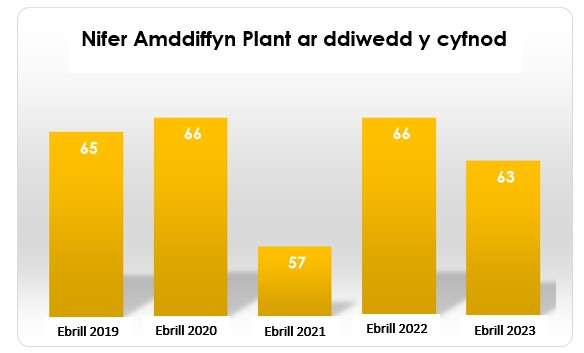 Nifer Amddiffyn Plant ar ddiwedd y cyfnod
65
66
57
66
63
Ebrill 2019
Ebrill 2020
Ebrill 2021
Ebrill 2022
Ebrill 2023